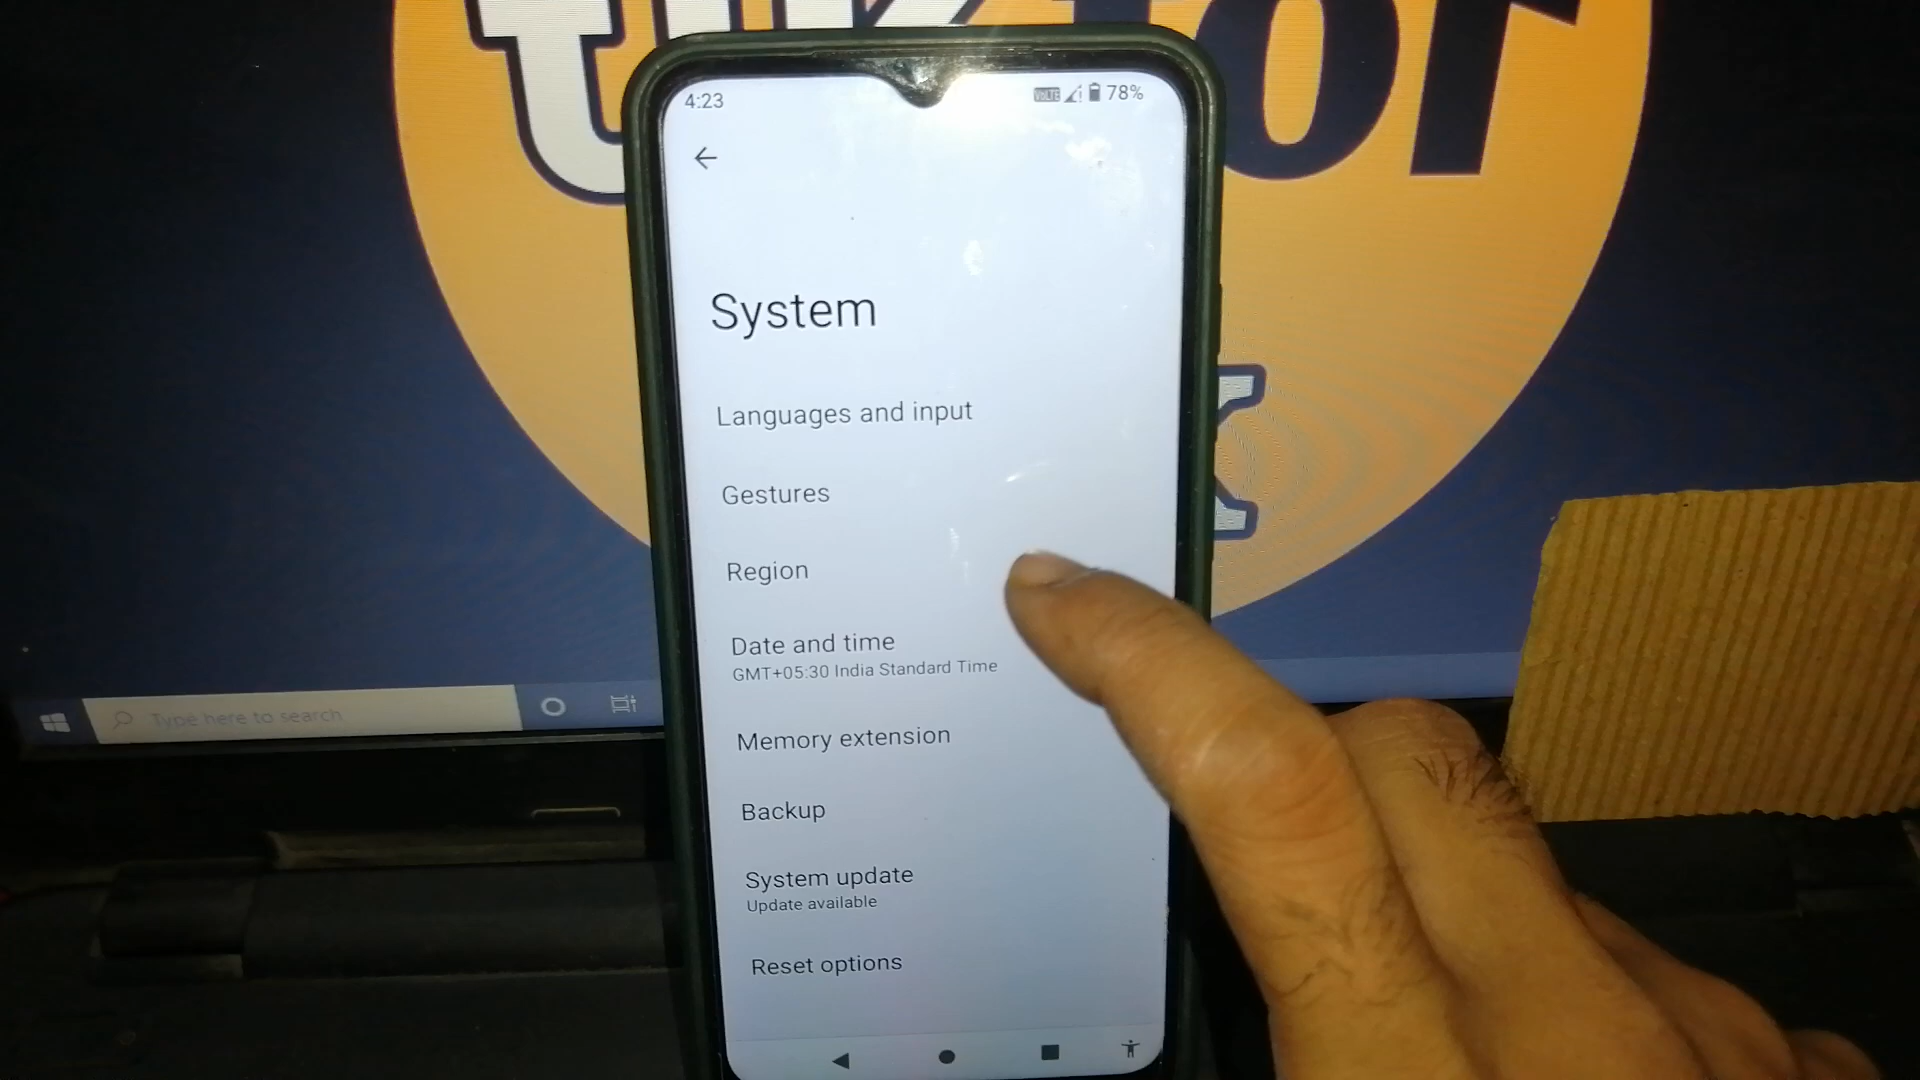 4:23
VoLTE 78%
System
Languages and input
Gestures
Region
Date and time
GMT+05:30 India Standard Time
Memory extension
Backup
System update
Update available
Reset options
Type here to search